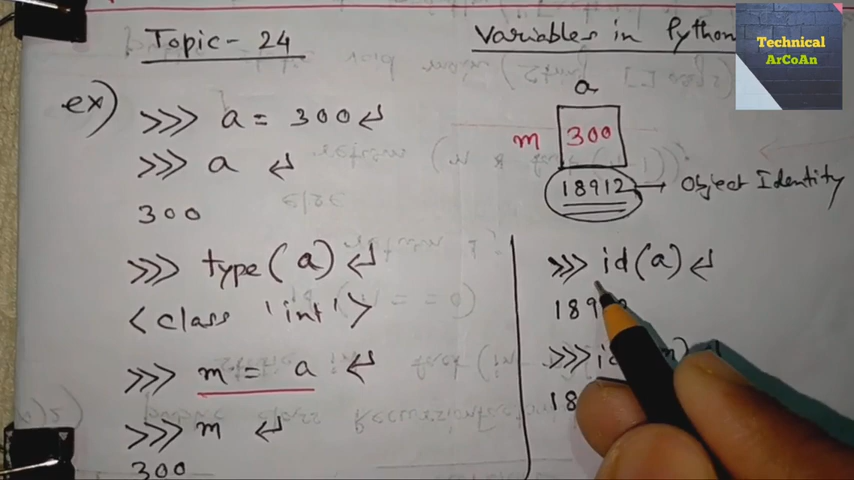 Topic - 24
Variables in Python
Technical
ArCoAn
ex) >>> a = 300↵
>>> a ↵
300
>>> type(a) ↵
<class 'int'>
>>> m = a ↵
>>> m ↵
300
a
m 300
18912 → Object Identity
>>> id(a) ↵